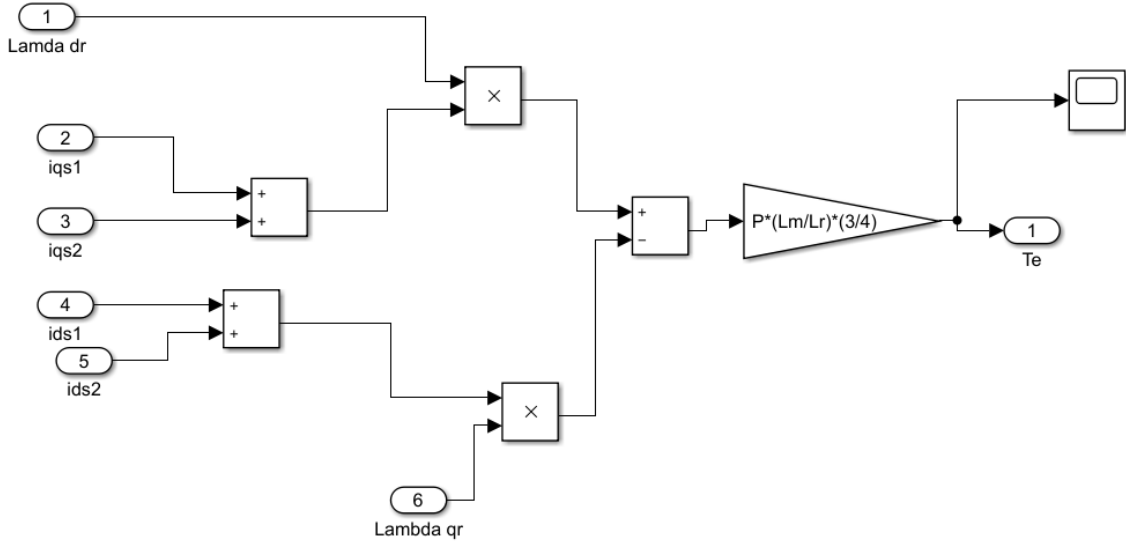 1
Lamda dr
×
2
iqs1
+
+
3
iqs2
+
−
P*(Lm/Lr)*(3/4)
1
Te
4
ids1
+
+
5
ids2
×
6
Lambda qr